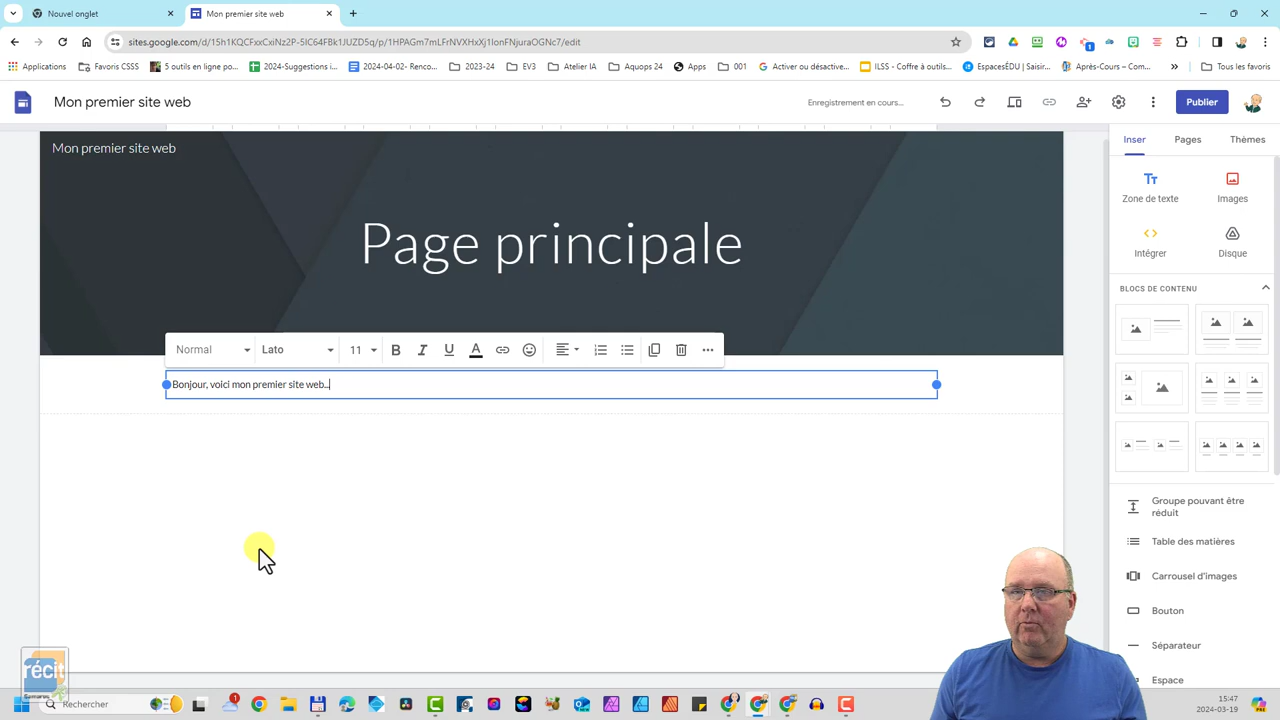 Nouvel onglet
Mon premier site web
sites.google.com/d/15h1KQCFxxCxiNz2P-5IC64FBk1JUZD5q/p/1HPAGm7mLFrNVXHxXj1IonFNjuraOGNc7/edit
Applications
Favoris CSSS
5 outils en ligne po...
2024-Suggestions i...
2024-04-02- Renco...
2023-24
EV3
Atelier IA
Aquops 24
Apps
001
Activer ou désactive...
ILSS - Coffre à outils...
EspacesÉDU | Saisir...
Après-Cours – Com...
Tous les favoris
Mon premier site web
Enregistrement en cours...
Publier
Mon premier site web
Page principale
Inser
Pages
Thèmes
Zone de texte
Images
Intégrer
Disque
BLOCS DE CONTENU
Normal
Lato
11
Bonjour, voici mon premier site web...
Groupe pouvant être
réduit
Table des matières
Carrousel d'images
Bouton
Séparateur
Espace
récit
Rechercher
15:47
2024-03-19